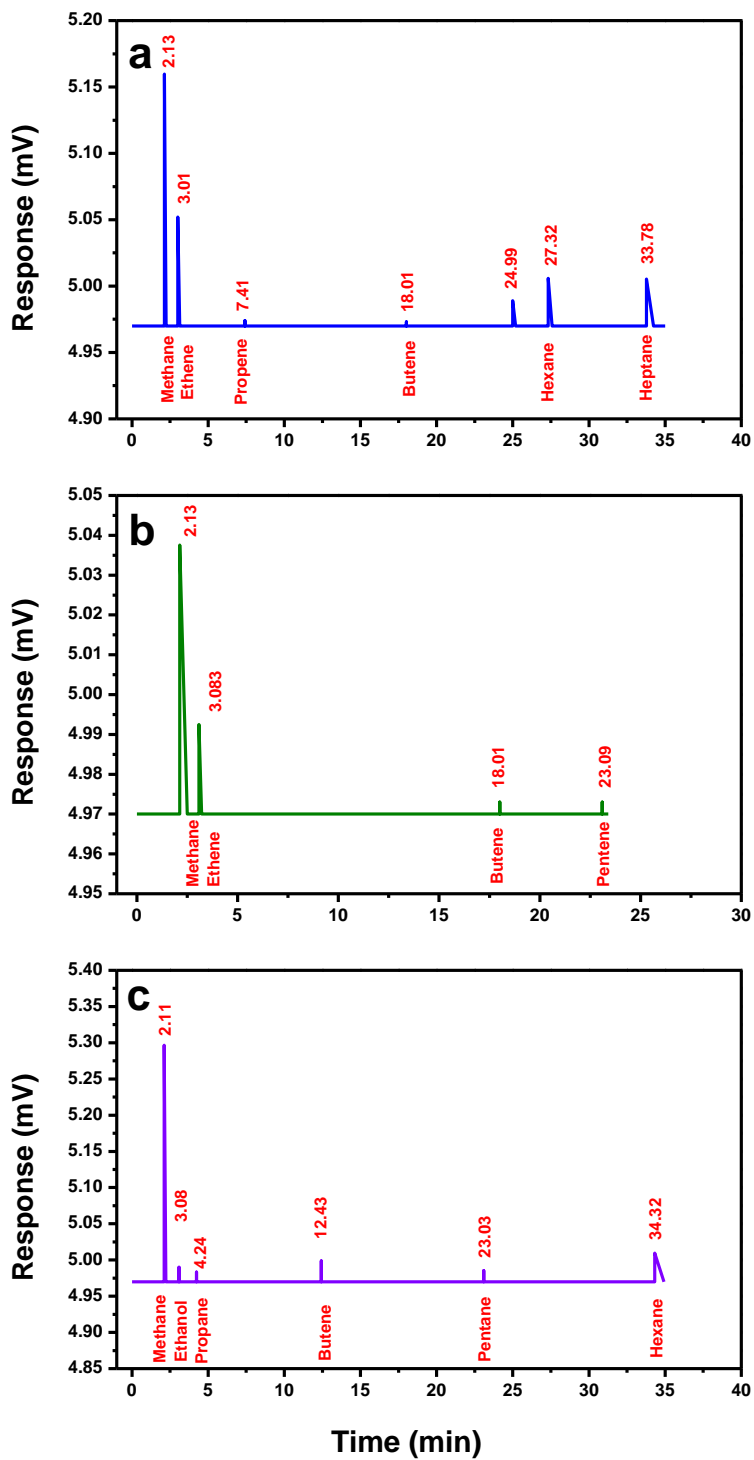 a
2.13
3.01
7.41
18.01
24.99
27.32
33.78
5.20
5.15
5.10
5.05
5.00
4.95
4.90
Response (mV)
Methane
Ethene
Propene
Butene
Hexane
Heptane
0 5 10 15 20 25 30 35 40
b
2.13
3.083
18.01
23.09
5.05
5.04
5.03
5.02
5.01
5.00
4.99
4.98
4.97
4.96
4.95
Response (mV)
Methane
Ethene
Butene
Pentene
0 5 10 15 20 25 30
c
2.11
3.08
4.24
12.43
23.03
34.32
5.40
5.35
5.30
5.25
5.20
5.15
5.10
5.05
5.00
4.95
4.90
4.85
Response (mV)
Methane
Ethanol
Propane
Butene
Pentane
Hexane
0 5 10 15 20 25 30 35 40
Time (min)